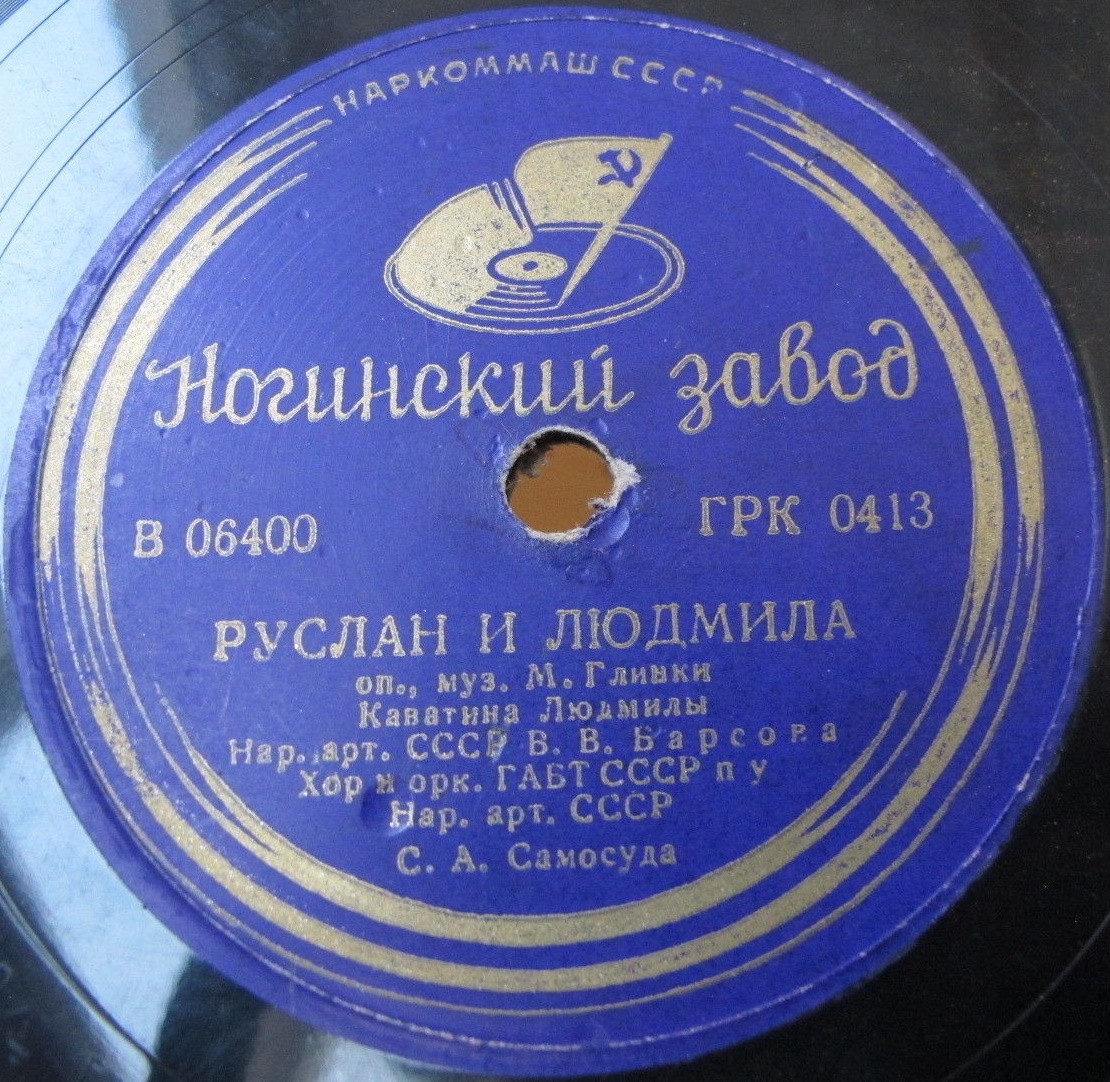 НАРКОММАШ СССР
Ногинский завод
В 06400 ГРК 0413
РУСЛАН И ЛЮДМИЛА
оп., муз. М. Глинки
Каватина Людмилы
Нар. арт. СССР В. В. Барсова
Хор и орк. ГАБТ СССР п у
Нар. арт. СССР
С. А. Самосуда